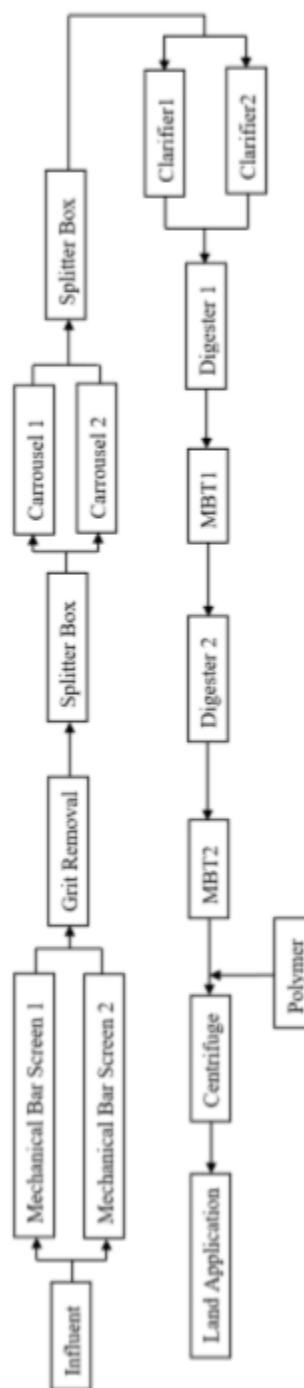 Influent
Mechanical Bar Screen 1
Mechanical Bar Screen 2
Grit Removal
Splitter Box
Carrousel 1
Carrousel 2
Splitter Box
Clarifier1
Clarifier2
Digester 1
MBT1
Digester 2
MBT2
Polymer
Centrifuge
Land Application